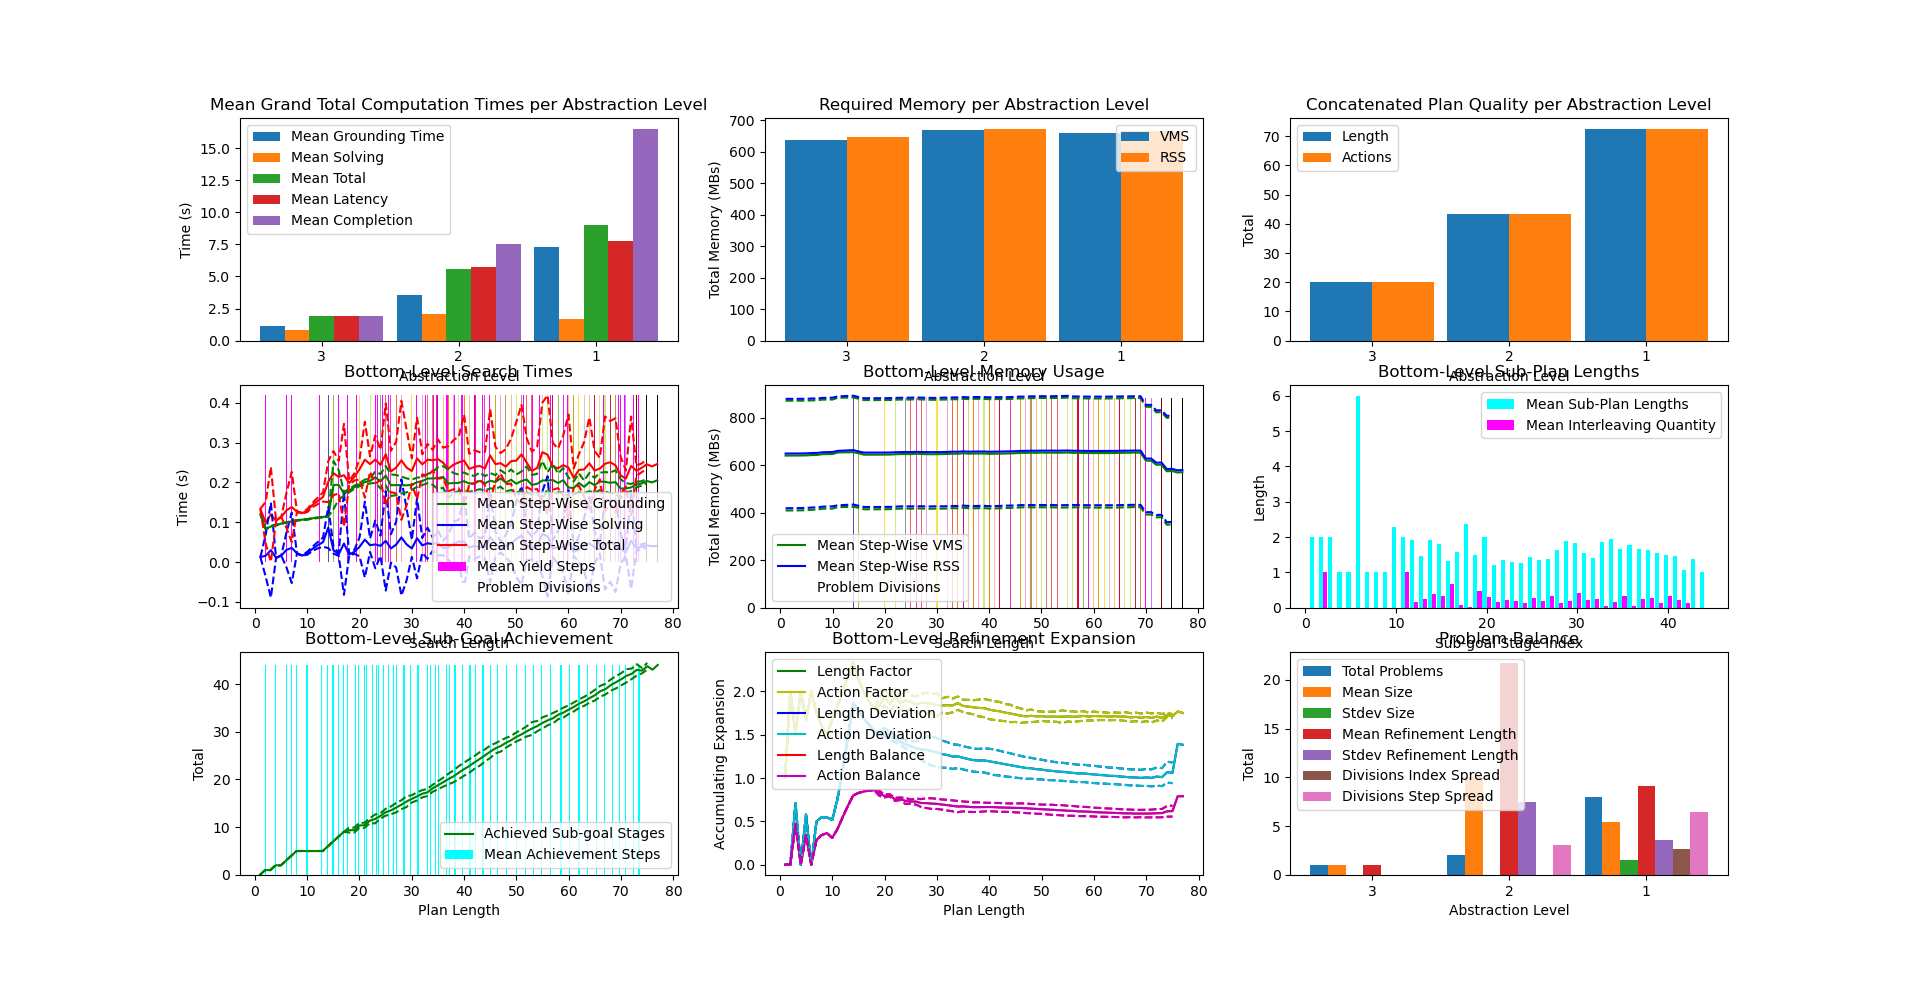 Mean Grand Total Computation Times per Abstraction Level
Time (s)
15.0
12.5
10.0
7.5
5.0
2.5
0.0
Mean Grounding Time
Mean Solving
Mean Total
Mean Latency
Mean Completion
3 2 1
Abstraction Level
Required Memory per Abstraction Level
Total Memory (MBs)
700
600
500
400
300
200
100
0
VMS
RSS
3 2 1
Abstraction Level
Concatenated Plan Quality per Abstraction Level
Total
70
60
50
40
30
20
10
0
Length
Actions
3 2 1
Abstraction Level
Bottom-Level Search Times
Time (s)
0.4
0.3
0.2
0.1
0.0
−0.1
Mean Step-Wise Grounding
Mean Step-Wise Solving
Mean Step-Wise Total
Mean Yield Steps
Problem Divisions
0 10 20 30 40 50 60 70 80
Search Length
Bottom-Level Memory Usage
Total Memory (MBs)
800
600
400
200
0
Mean Step-Wise VMS
Mean Step-Wise RSS
Problem Divisions
0 10 20 30 40 50 60 70 80
Search Length
Bottom-Level Sub-Plan Lengths
Length
6
5
4
3
2
1
0
Mean Sub-Plan Lengths
Mean Interleaving Quantity
0 10 20 30 40
Sub-goal Stage Index
Bottom-Level Sub-Goal Achievement
Total
40
30
20
10
0
Achieved Sub-goal Stages
Mean Achievement Steps
0 10 20 30 40 50 60 70 80
Plan Length
Bottom-Level Refinement Expansion
Accumulating Expansion
2.0
1.5
1.0
0.5
0.0
Length Factor
Action Factor
Length Deviation
Action Deviation
Length Balance
Action Balance
0 10 20 30 40 50 60 70 80
Plan Length
Problem Balance
Total
20
15
10
5
0
Total Problems
Mean Size
Stdev Size
Mean Refinement Length
Stdev Refinement Length
Divisions Index Spread
Divisions Step Spread
3 2 1
Abstraction Level